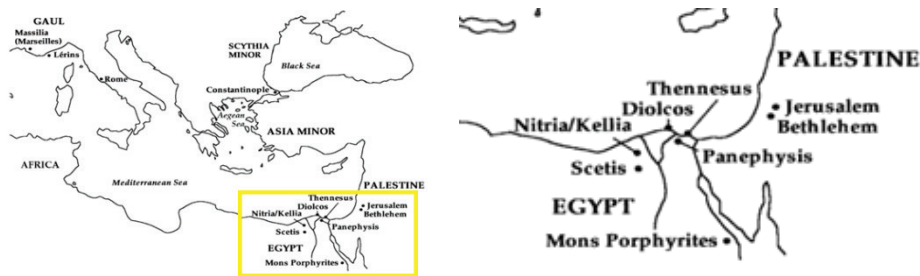 GAUL
Massilia
(Marseilles)
Lérins
Rome
SCYTHIA
MINOR
Black Sea
Constantinople
Aegean
Sea
ASIA MINOR
AFRICA
Mediterranean Sea
PALESTINE
Thennesus
Diolcos
Jerusalem
Nitria/Kellia
Bethlehem
Panephysis
Scetis
EGYPT
Mons Porphyrites
PALESTINE
Thennesus
Diolcos
Jerusalem
Nitria/Kellia
Bethlehem
Panephysis
Scetis
EGYPT
Mons Porphyrites